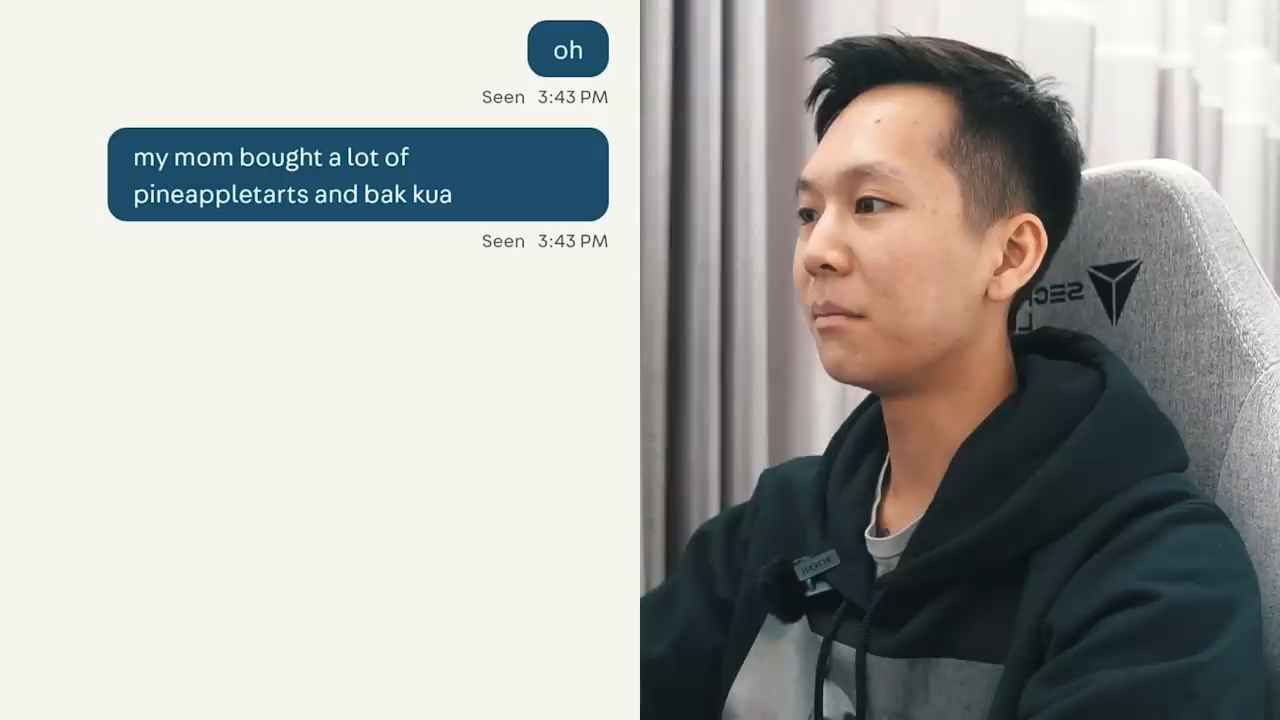 oh
Seen 3:43 PM
my mom bought a lot of
pineappletarts and bak kua
Seen 3:43 PM
RODE